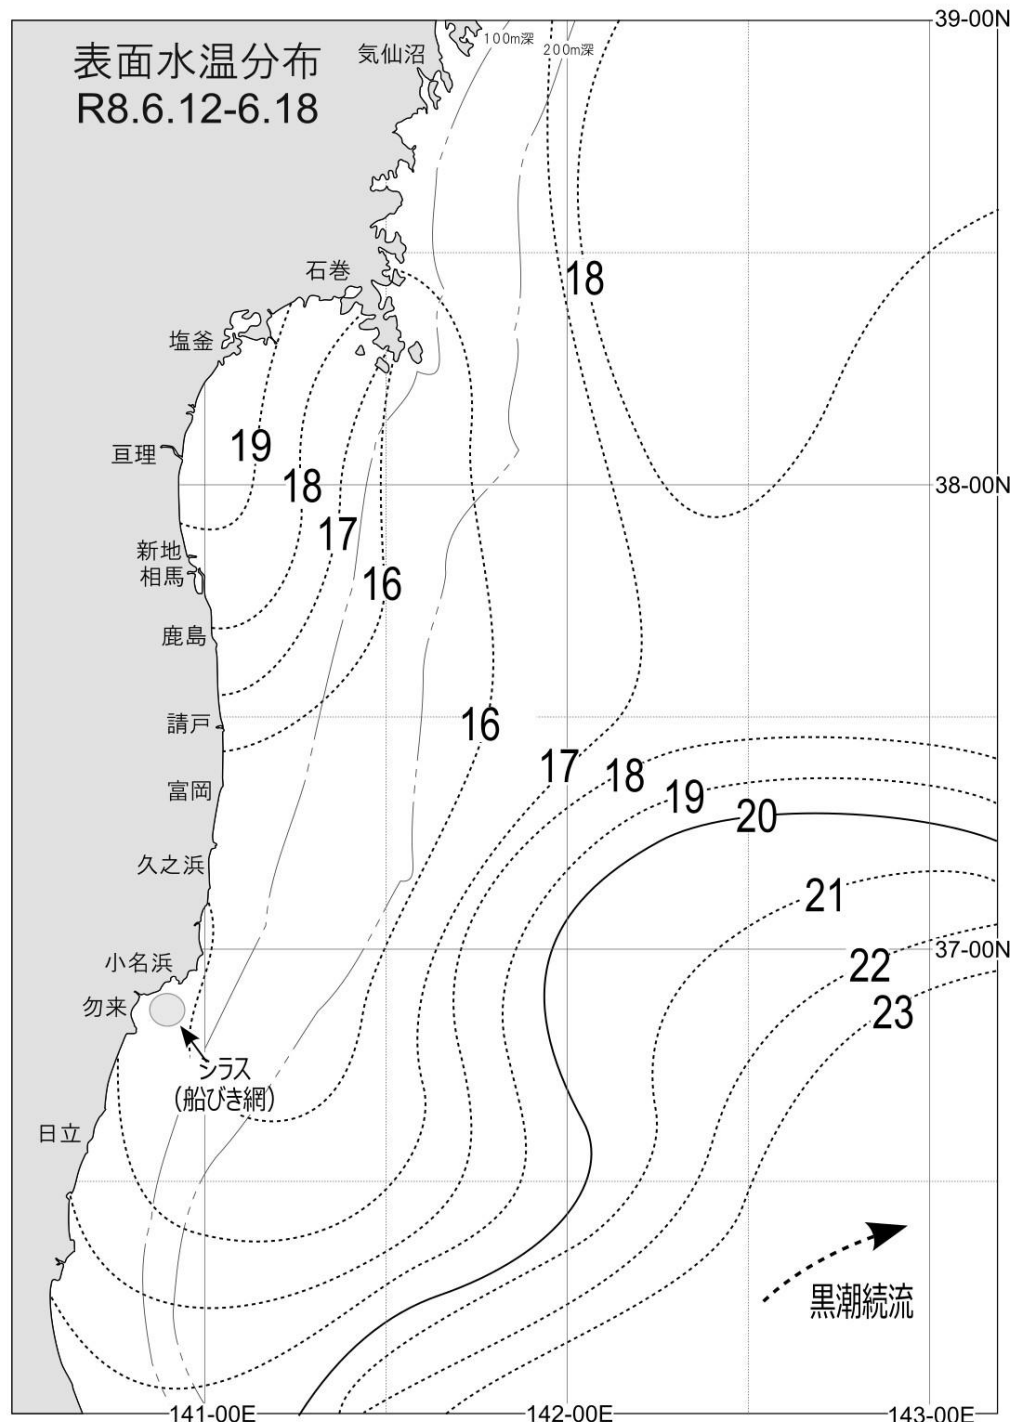 表面水温分布
R8.6.12-6.18
39-00N
気仙沼
100m深
200m深
石巻
18
塩釜
19
亘理
18
38-00N
17
新地
相馬
16
鹿島
請戸
16
17
18
富岡
19
20
久之浜
21
37-00N
小名浜
22
勿来
23
シラス
(船びき網)
日立
黒潮続流
141-00E
142-00E
143-00E